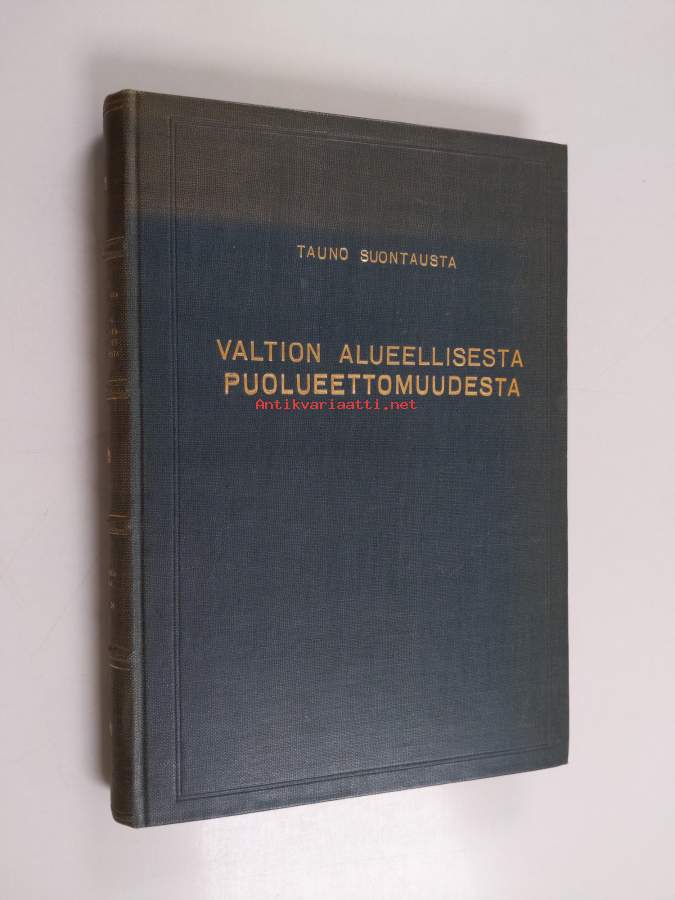 TAUNO SUONTAUSTA
VALTION ALUEELLISESTA
PUOLUEETTOMUUDESTA
Antikvariaatti.net